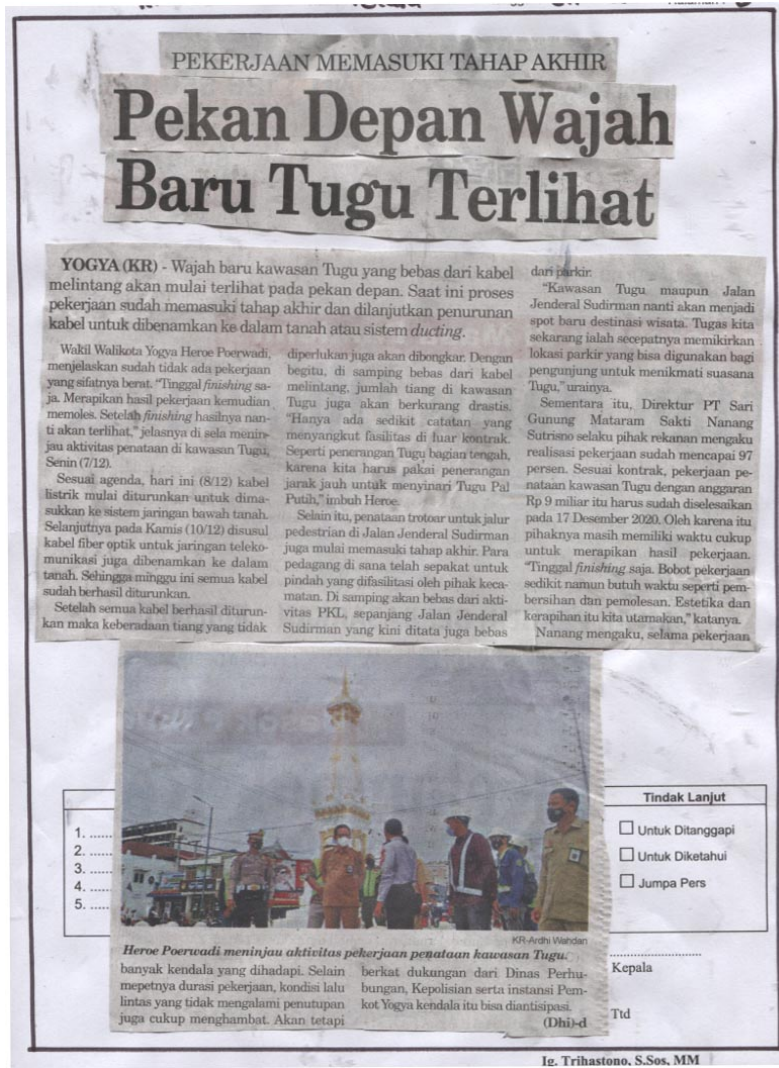 PEKERJAAN MEMASUKI TAHAP AKHIR
Pekan Depan Wajah
Baru Tugu Terlihat
YOGYA (KR) - Wajah baru kawasan Tugu yang bebas dari kabel
melintang akan mulai terlihat pada pekan depan. Saat ini proses
pekerjaan sudah memasuki tahap akhir dan dilanjutkan penurunan
kabel untuk dibenamkan ke dalam tanah atau sistem ducting.
Wakil Walikota Yogya Heroe Poerwadi,
menjelaskan sudah tidak ada pekerjaan
yang sifatnya berat. "Tinggal finishing sa-
ja. Merapikan hasil pekerjaan kemudian
memoles. Setelah finishing hasilnya nan-
ti akan terlihat," jelasnya di sela menin-
jau aktivitas penataan di kawasan Tugu,
Senin (7/12).
Sesuai agenda, hari ini (8/12) kabel
listrik mulai diturunkan untuk dima-
sukkan ke sistem jaringan bawah tanah.
Selanjutnya pada Kamis (10/12) disusul
kabel fiber optik untuk jaringan teleko-
munikasi juga dibenamkan ke dalam
tanah. Sehingga minggu ini semua kabel
sudah berhasil diturunkan.
Setelah semua kabel berhasil diturun-
kan maka keberadaan tiang yang tidak
diperlukan juga akan dibongkar. Dengan
begitu, di samping bebas dari kabel
melintang, jumlah tiang di kawasan
Tugu juga akan berkurang drastis.
"Hanya ada sedikit catatan yang
menyangkut fasilitas di luar kontrak.
Seperti penerangan Tugu bagian tengah,
karena kita harus pakai penerangan
jarak jauh untuk menyinari Tugu Pal
Putih," imbuh Heroe.
Selain itu, penataan trotoar untuk jalur
pedestrian di Jalan Jenderal Sudirman
juga mulai memasuki tahap akhir. Para
pedagang di sana telah sepakat untuk
pindah yang difasilitasi oleh pihak keca-
matan. Di samping akan bebas dari akti-
vitas PKL, sepanjang Jalan Jenderal
Sudirman yang kini ditata juga bebas
dari parkir.
"Kawasan Tugu maupun Jalan
Jenderal Sudirman nanti akan menjadi
spot baru destinasi wisata. Tugas kita
sekarang ialah secepatnya memikirkan
lokasi parkir yang bisa digunakan bagi
pengunjung untuk menikmati suasana
Tugu," urainya.
Sementara itu, Direktur PT Sari
Gunung Mataram Sakti Nanang
Sutrisno selaku pihak rekanan mengaku
realisasi pekerjaan sudah mencapai 97
persen. Sesuai kontrak, pekerjaan pe-
nataan kawasan Tugu dengan anggaran
Rp 9 miliar itu harus sudah diselesaikan
pada 17 Desember 2020. Oleh karena itu
pihaknya masih memiliki waktu cukup
untuk merapikan hasil pekerjaan.
"Tinggal finishing saja. Bobot pekerjaan
sedikit namun butuh waktu seperti pem-
bersihan dan pemolesan. Estetika dan
kerapihan itu kita utamakan," katanya.
Nanang mengaku, selama pekerjaan
KR-Ardhi Wahdan
Heroe Poerwadi meninjau aktivitas pekerjaan penataan kawasan Tugu.
banyak kendala yang dihadapi. Selain
mepetnya durasi pekerjaan, kondisi lalu
lintas yang tidak mengalami penutupan
juga cukup menghambat. Akan tetapi
berkat dukungan dari Dinas Perhu-
bungan, Kepolisian serta instansi Pem-
kot Yogya kendala itu bisa diantisipasi.
(Dhi)-d
1. .....
2. .....
3. .....
4. .....
5. .....
Tindak Lanjut
Untuk Ditanggapi
Untuk Diketahui
Jumpa Pers
Kepala
Ttd
Ig. Trihastono, S.Sos, MM